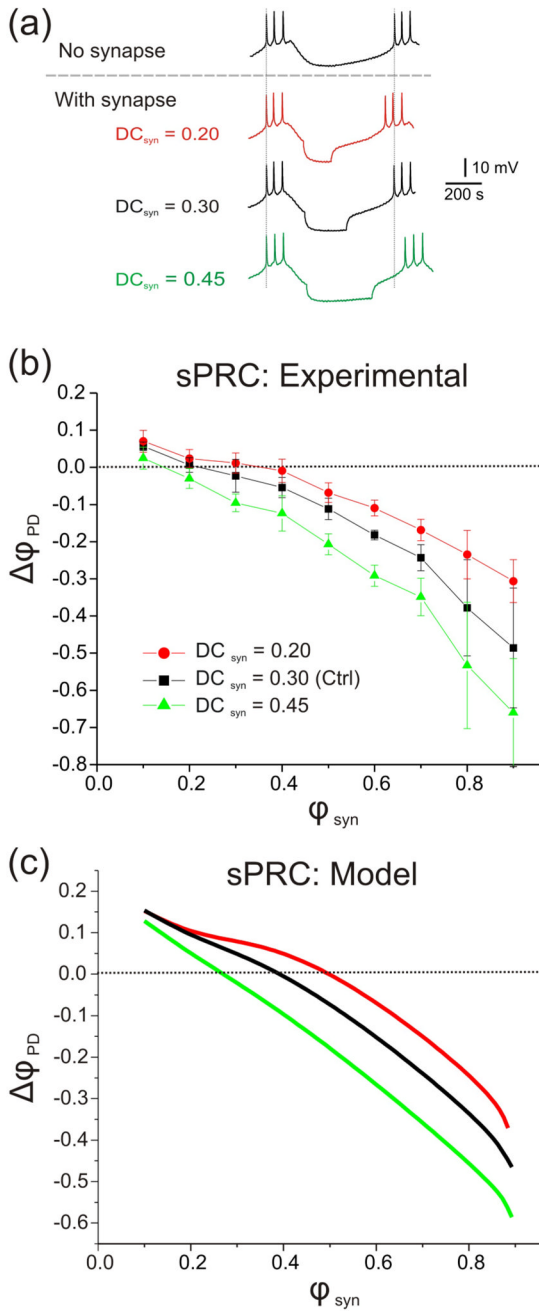 (a)
No synapse
With synapse
DCsyn = 0.20
DCsyn = 0.30
DCsyn = 0.45
10 mV
200 s
(b)
sPRC: Experimental
0.2
0.1
0.0
-0.1
-0.2
-0.3
-0.4
-0.5
-0.6
-0.7
-0.8
ΔφPD
DC syn = 0.20
DC syn = 0.30 (Ctrl)
DC syn = 0.45
0.0 0.2 0.4 0.6 0.8
φsyn
(c)
sPRC: Model
0.2
0.1
0.0
-0.1
-0.2
-0.3
-0.4
-0.5
-0.6
ΔφPD
0.0 0.2 0.4 0.6 0.8
φsyn